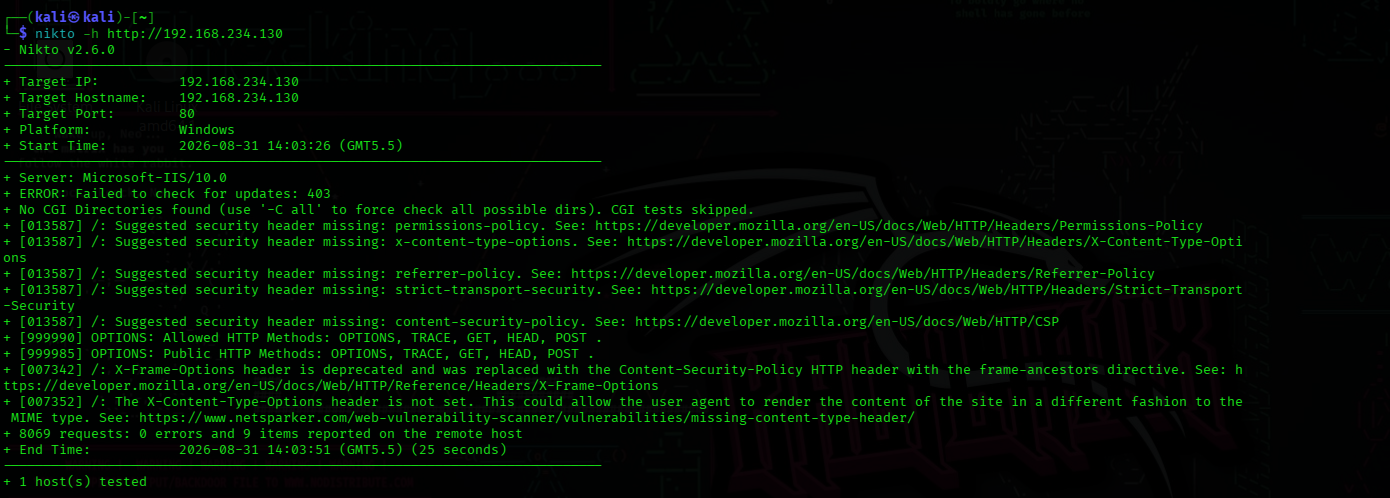 ┌──(kali㉿kali)-[~]
└─$ nikto -h http://192.168.234.130
- Nikto v2.6.0
---------------------------------------------------------------------------
+ Target IP:          192.168.234.130
+ Target Hostname:    192.168.234.130
+ Target Port:        80
+ Platform:           Windows
+ Start Time:         2026-08-31 14:03:26 (GMT5.5)
---------------------------------------------------------------------------
+ Server: Microsoft-IIS/10.0
+ ERROR: Failed to check for updates: 403
+ No CGI Directories found (use '-C all' to force check all possible dirs). CGI tests skipped.
+ [013587] /: Suggested security header missing: permissions-policy. See: https://developer.mozilla.org/en-US/docs/Web/HTTP/Headers/Permissions-Policy
+ [013587] /: Suggested security header missing: x-content-type-options. See: https://developer.mozilla.org/en-US/docs/Web/HTTP/Headers/X-Content-Type-Opti
ons
+ [013587] /: Suggested security header missing: referrer-policy. See: https://developer.mozilla.org/en-US/docs/Web/HTTP/Headers/Referrer-Policy
+ [013587] /: Suggested security header missing: strict-transport-security. See: https://developer.mozilla.org/en-US/docs/Web/HTTP/Headers/Strict-Transport
-Security
+ [013587] /: Suggested security header missing: content-security-policy. See: https://developer.mozilla.org/en-US/docs/Web/HTTP/CSP
+ [999990] OPTIONS: Allowed HTTP Methods: OPTIONS, TRACE, GET, HEAD, POST .
+ [999985] OPTIONS: Public HTTP Methods: OPTIONS, TRACE, GET, HEAD, POST .
+ [007342] /: X-Frame-Options header is deprecated and was replaced with the Content-Security-Policy HTTP header with the frame-ancestors directive. See: h
ttps://developer.mozilla.org/en-US/docs/Web/HTTP/Reference/Headers/X-Frame-Options
+ [007352] /: The X-Content-Type-Options header is not set. This could allow the user agent to render the content of the site in a different fashion to the
 MIME type. See: https://www.netsparker.com/web-vulnerability-scanner/vulnerabilities/missing-content-type-header/
+ 8069 requests: 0 errors and 9 items reported on the remote host
+ End Time:           2026-08-31 14:03:51 (GMT5.5) (25 seconds)
---------------------------------------------------------------------------
+ 1 host(s) tested